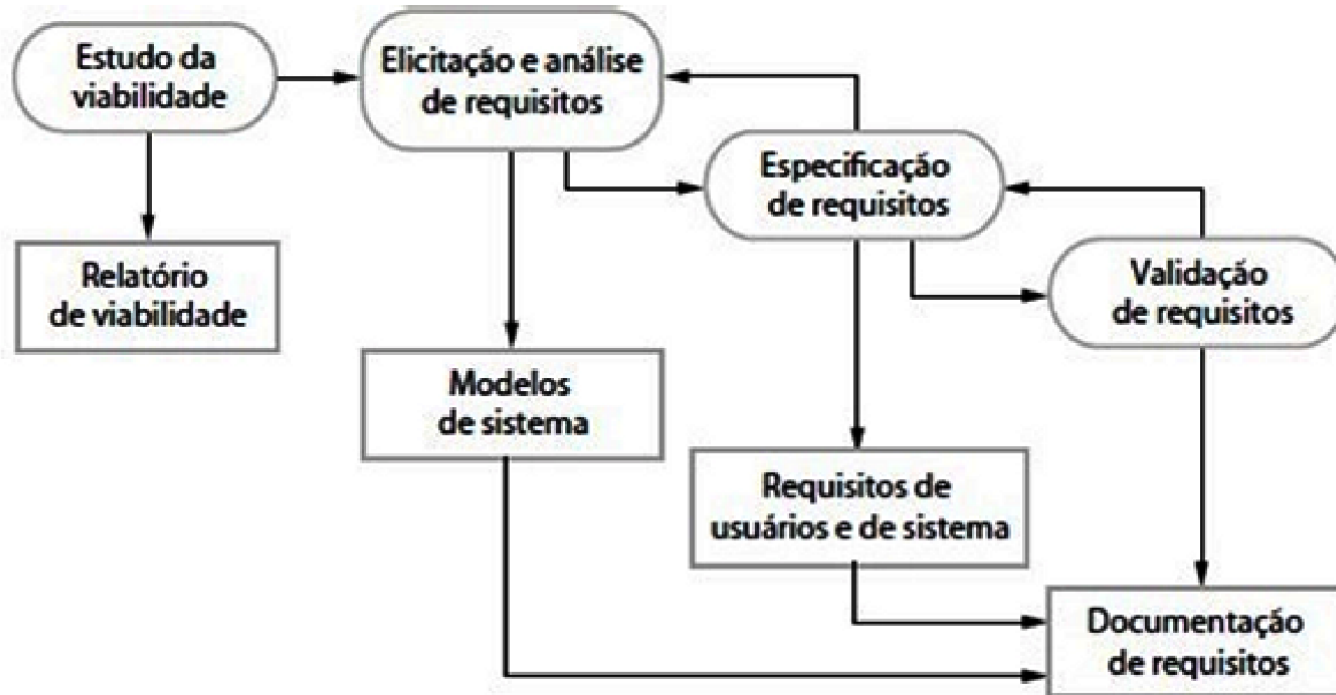 Estudo da
viabilidade
Elicitação e análise
de requisitos
Especificação
de requisitos
Validação
de requisitos
Relatório
de viabilidade
Modelos
de sistema
Requisitos de
usuários e de sistema
Documentação
de requisitos